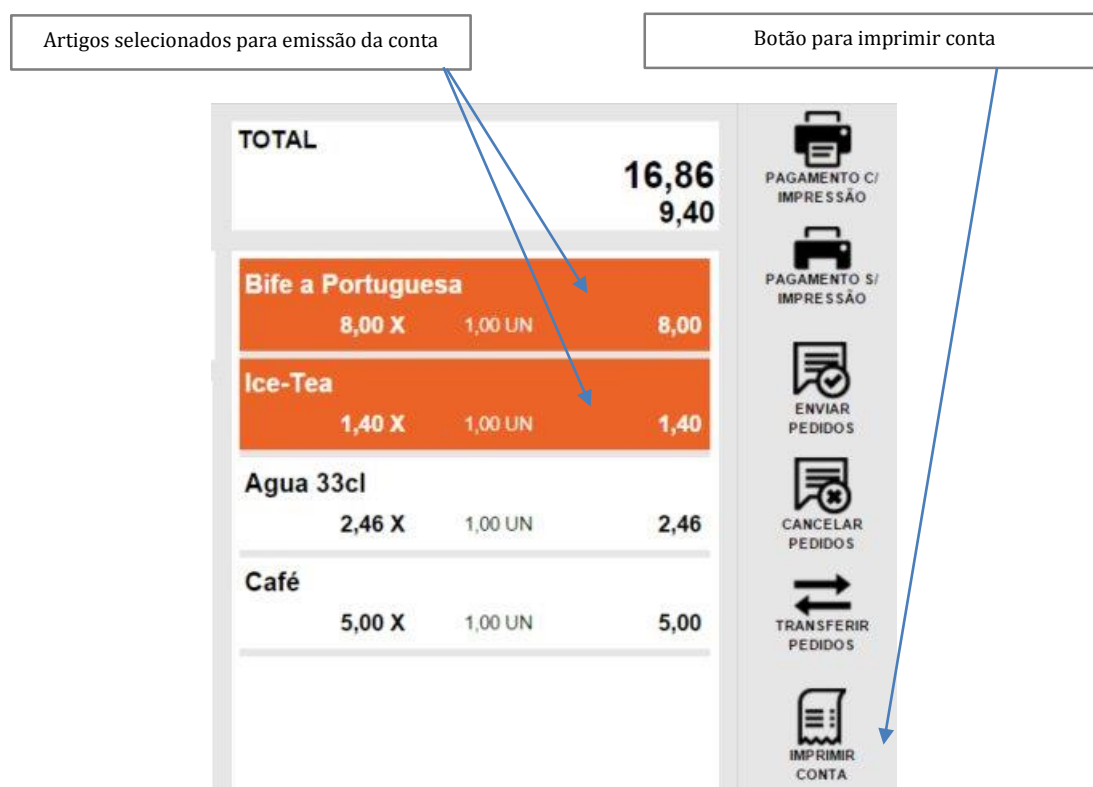 Artigos selecionados para emissão da conta
Botão para imprimir conta
TOTAL
16,86
9,40
Bife a Portuguesa
8,00 X 1,00 UN 8,00
Ice-Tea
1,40 X 1,00 UN 1,40
Agua 33cl
2,46 X 1,00 UN 2,46
Café
5,00 X 1,00 UN 5,00
PAGAMENTO C/
IMPRESSÃO
PAGAMENTO S/
IMPRESSÃO
ENVIAR
PEDIDOS
CANCELAR
PEDIDOS
TRANSFERIR
PEDIDOS
IMPRIMIR
CONTA